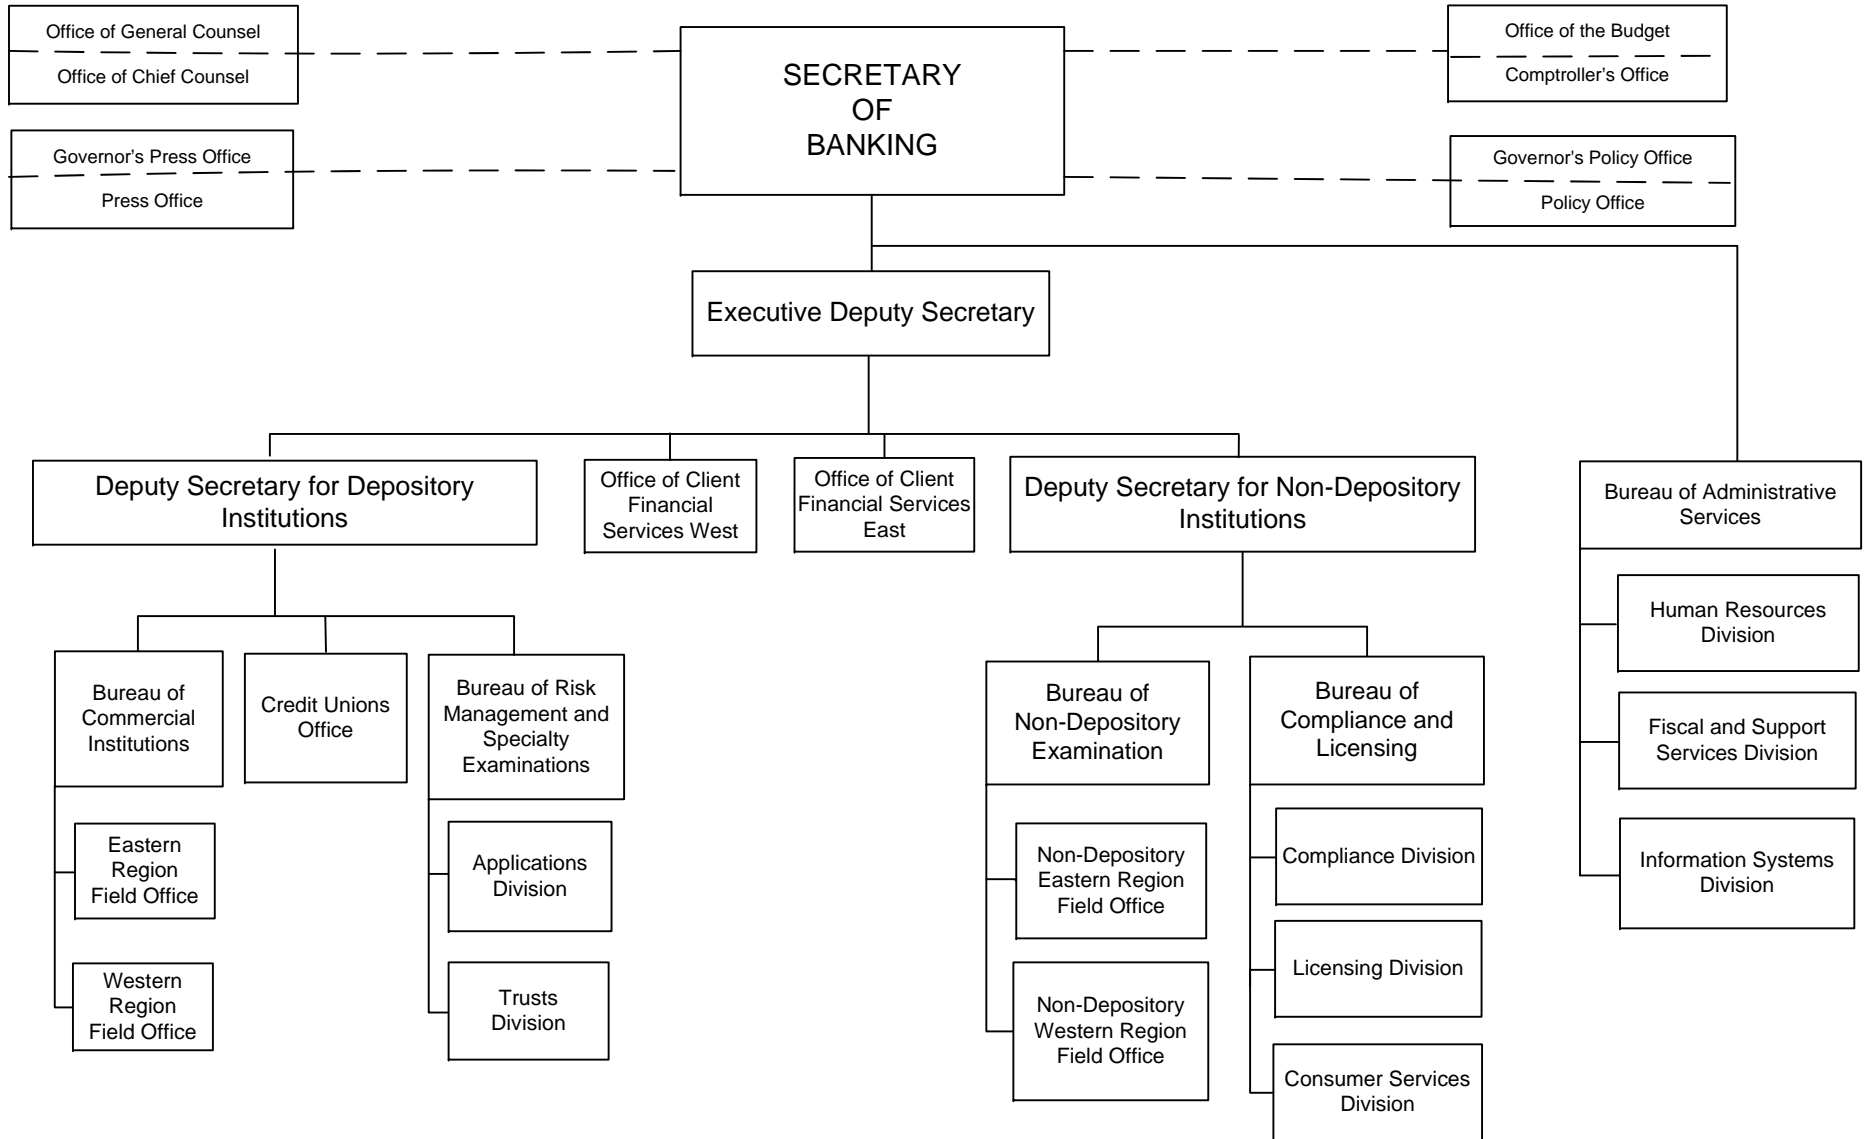 Office of General Counsel
Office of Chief Counsel
Governor's Press Office
Press Office
SECRETARY
OF
BANKING
Office of the Budget
Comptroller's Office
Governor's Policy Office
Policy Office
Executive Deputy Secretary
Deputy Secretary for Depository
Institutions
Office of Client
Financial
Services West
Office of Client
Financial Services
East
Deputy Secretary for Non-Depository
Institutions
Bureau of Administrative
Services
Bureau of
Commercial
Institutions
Eastern
Region
Field Office
Western
Region
Field Office
Credit Unions
Office
Bureau of Risk
Management and
Specialty
Examinations
Applications
Division
Trusts
Division
Bureau of
Non-Depository
Examination
Non-Depository
Eastern Region
Field Office
Non-Depository
Western Region
Field Office
Bureau of
Compliance and
Licensing
Compliance Division
Licensing Division
Consumer Services
Division
Human Resources
Division
Fiscal and Support
Services Division
Information Systems
Division